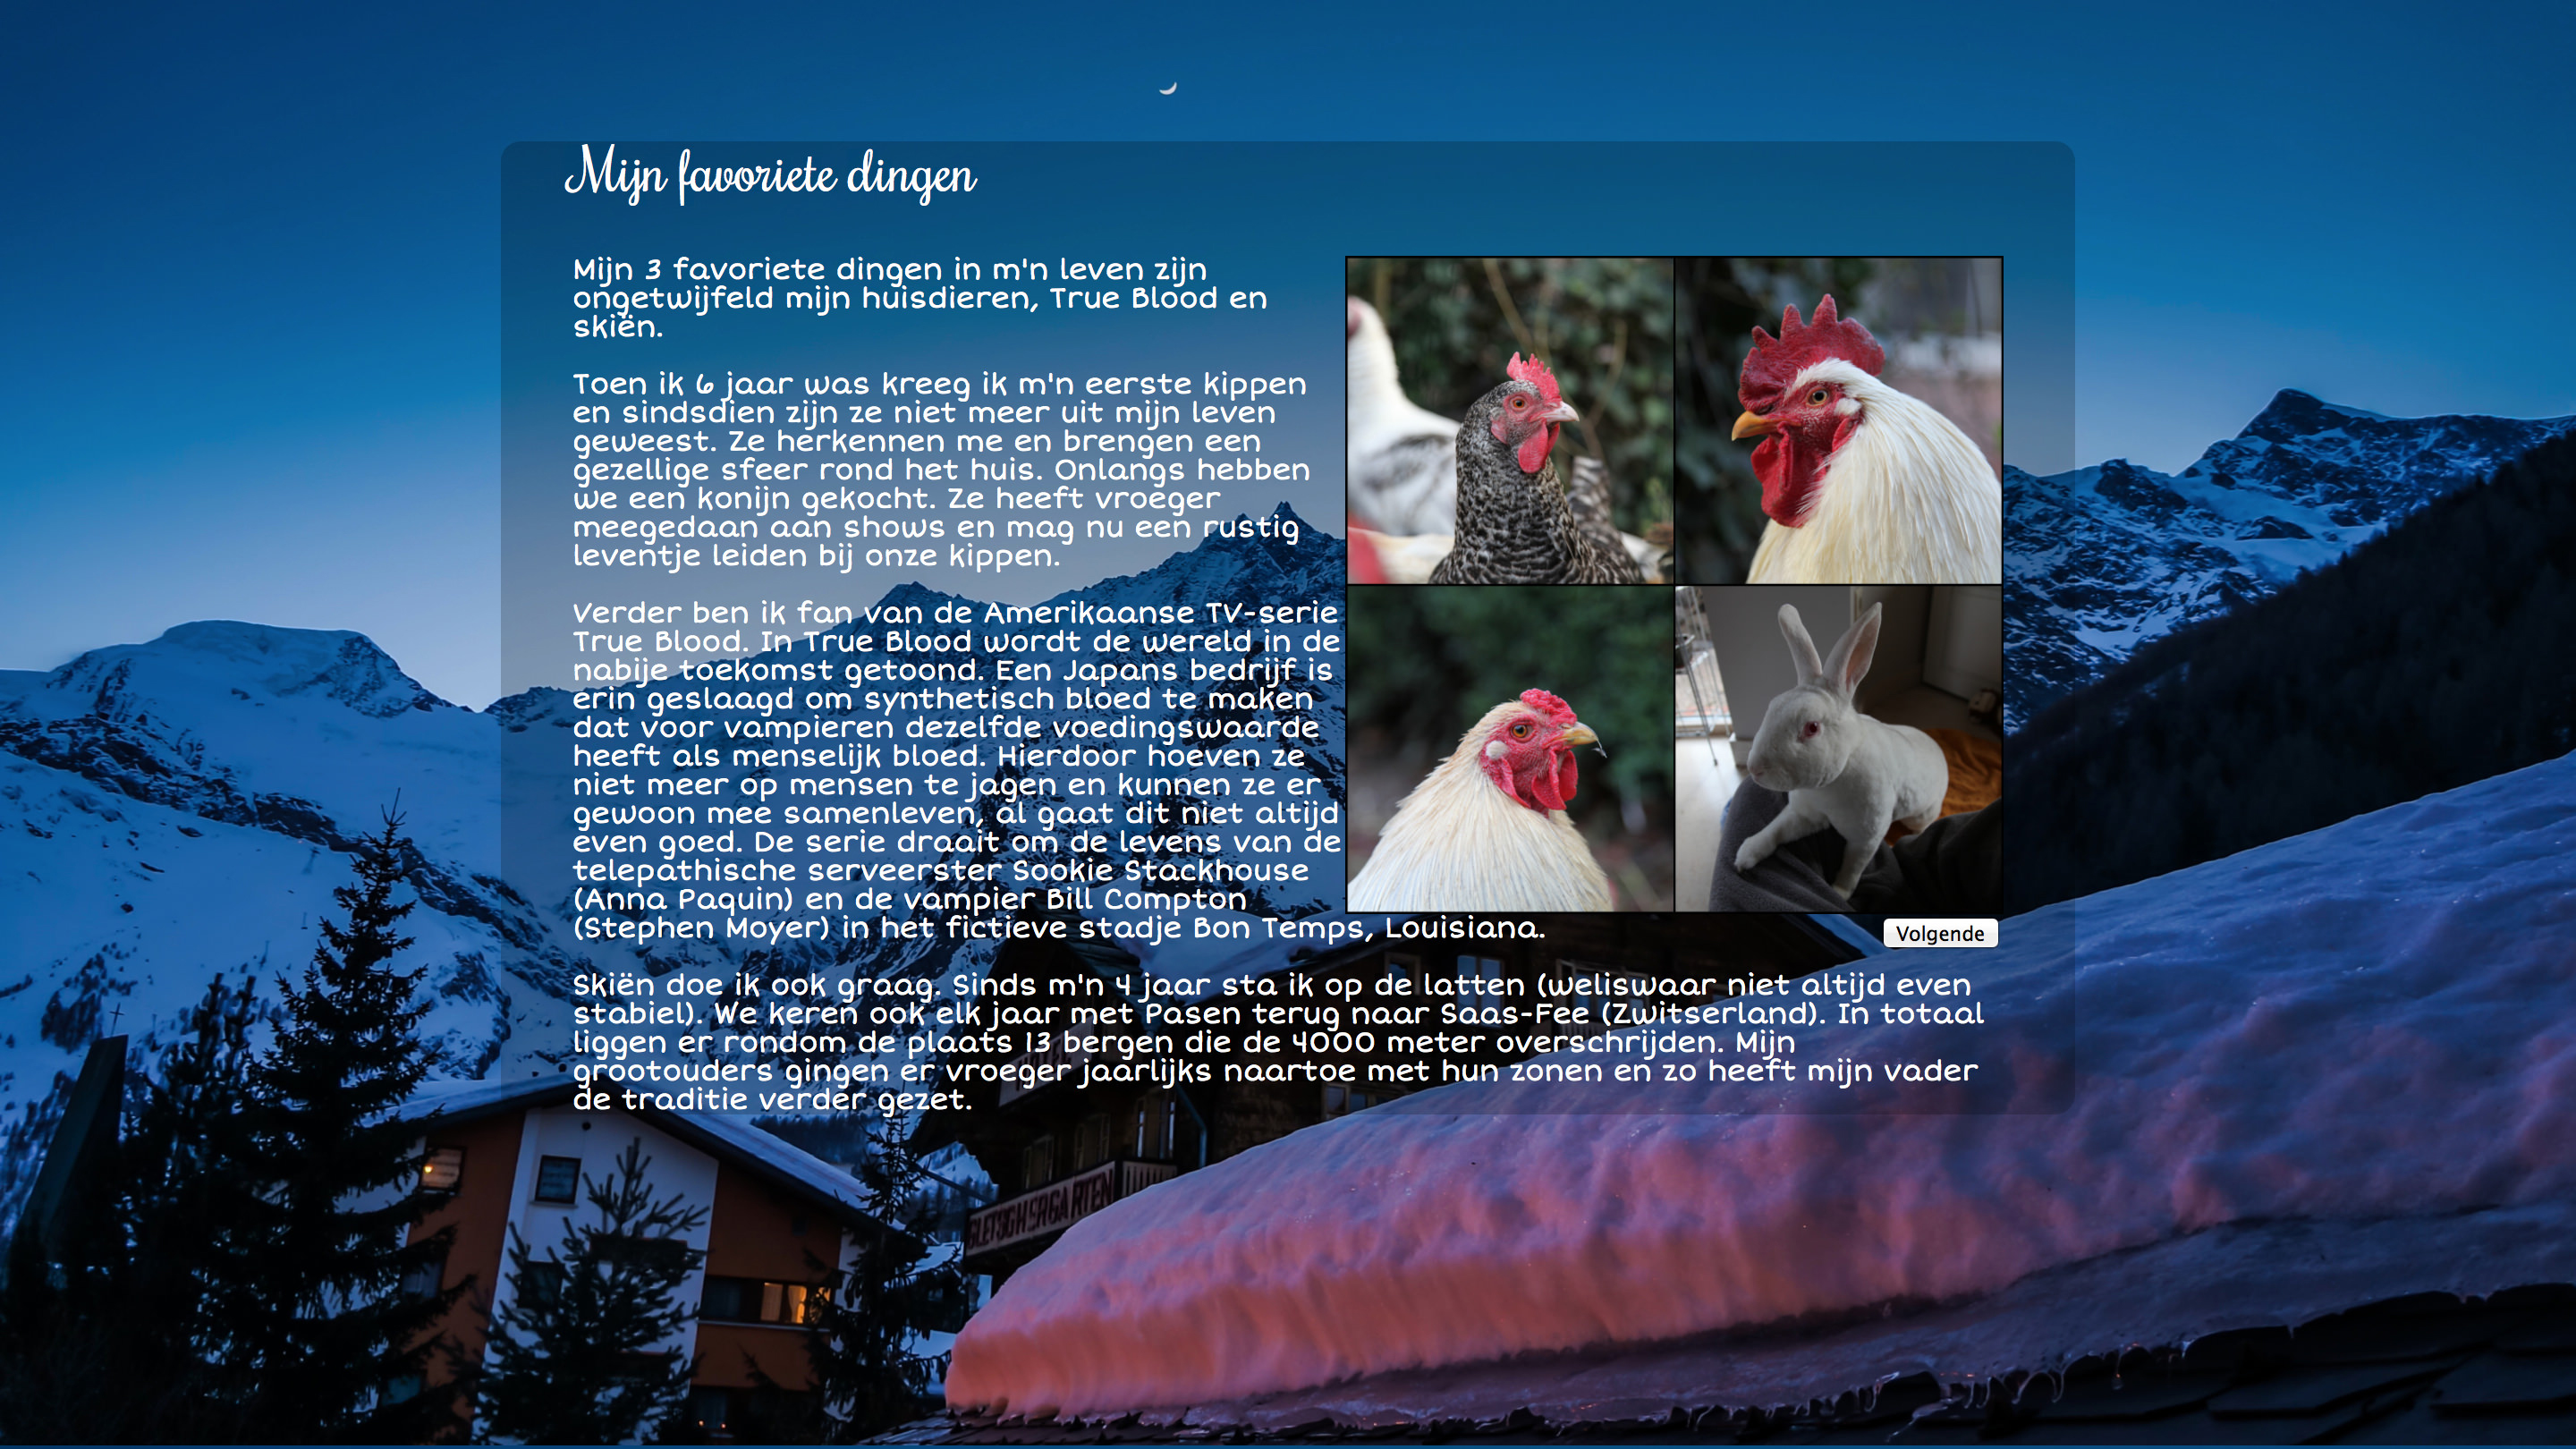 Mijn favoriete dingen
Mijn 3 favoriete dingen in m'n leven zijn
ongetwijfeld mijn huisdieren, True Blood en
skiën.
Toen ik 6 jaar was kreeg ik m'n eerste kippen
en sindsdien zijn ze niet meer uit mijn leven
geweest. Ze herkennen me en brengen een
gezellige sfeer rond het huis. Onlangs hebben
we een konijn gekocht. Ze heeft vroeger
meegedaan aan shows en mag nu een rustig
leventje leiden bij onze kippen.
Verder ben ik fan van de Amerikaanse TV-serie
True Blood. In True Blood wordt de wereld in de
nabije toekomst getoond. Een Japans bedrijf is
erin geslaagd om synthetisch bloed te maken
dat voor vampieren dezelfde voedingswaarde
heeft als menselijk bloed. Hierdoor hoeven ze
niet meer op mensen te jagen en kunnen ze er
gewoon mee samenleven, al gaat dit niet altijd
even goed. De serie draait om de levens van de
telepathische serveerster Sookie Stackhouse
(Anna Paquin) en de vampier Bill Compton
(Stephen Moyer) in het fictieve stadje Bon Temps, Louisiana.
Volgende
Skiën doe ik ook graag. Sinds m'n 4 jaar sta ik op de latten (weliswaar niet altijd even
stabiel). We keren ook elk jaar met Pasen terug naar Saas-Fee (Zwitserland). In totaal
liggen er rondom de plaats 13 bergen die de 4000 meter overschrijden. Mijn
grootouders gingen er vroeger jaarlijks naartoe met hun zonen en zo heeft mijn vader
de traditie verder gezet.
GLETSCHERGARTEN